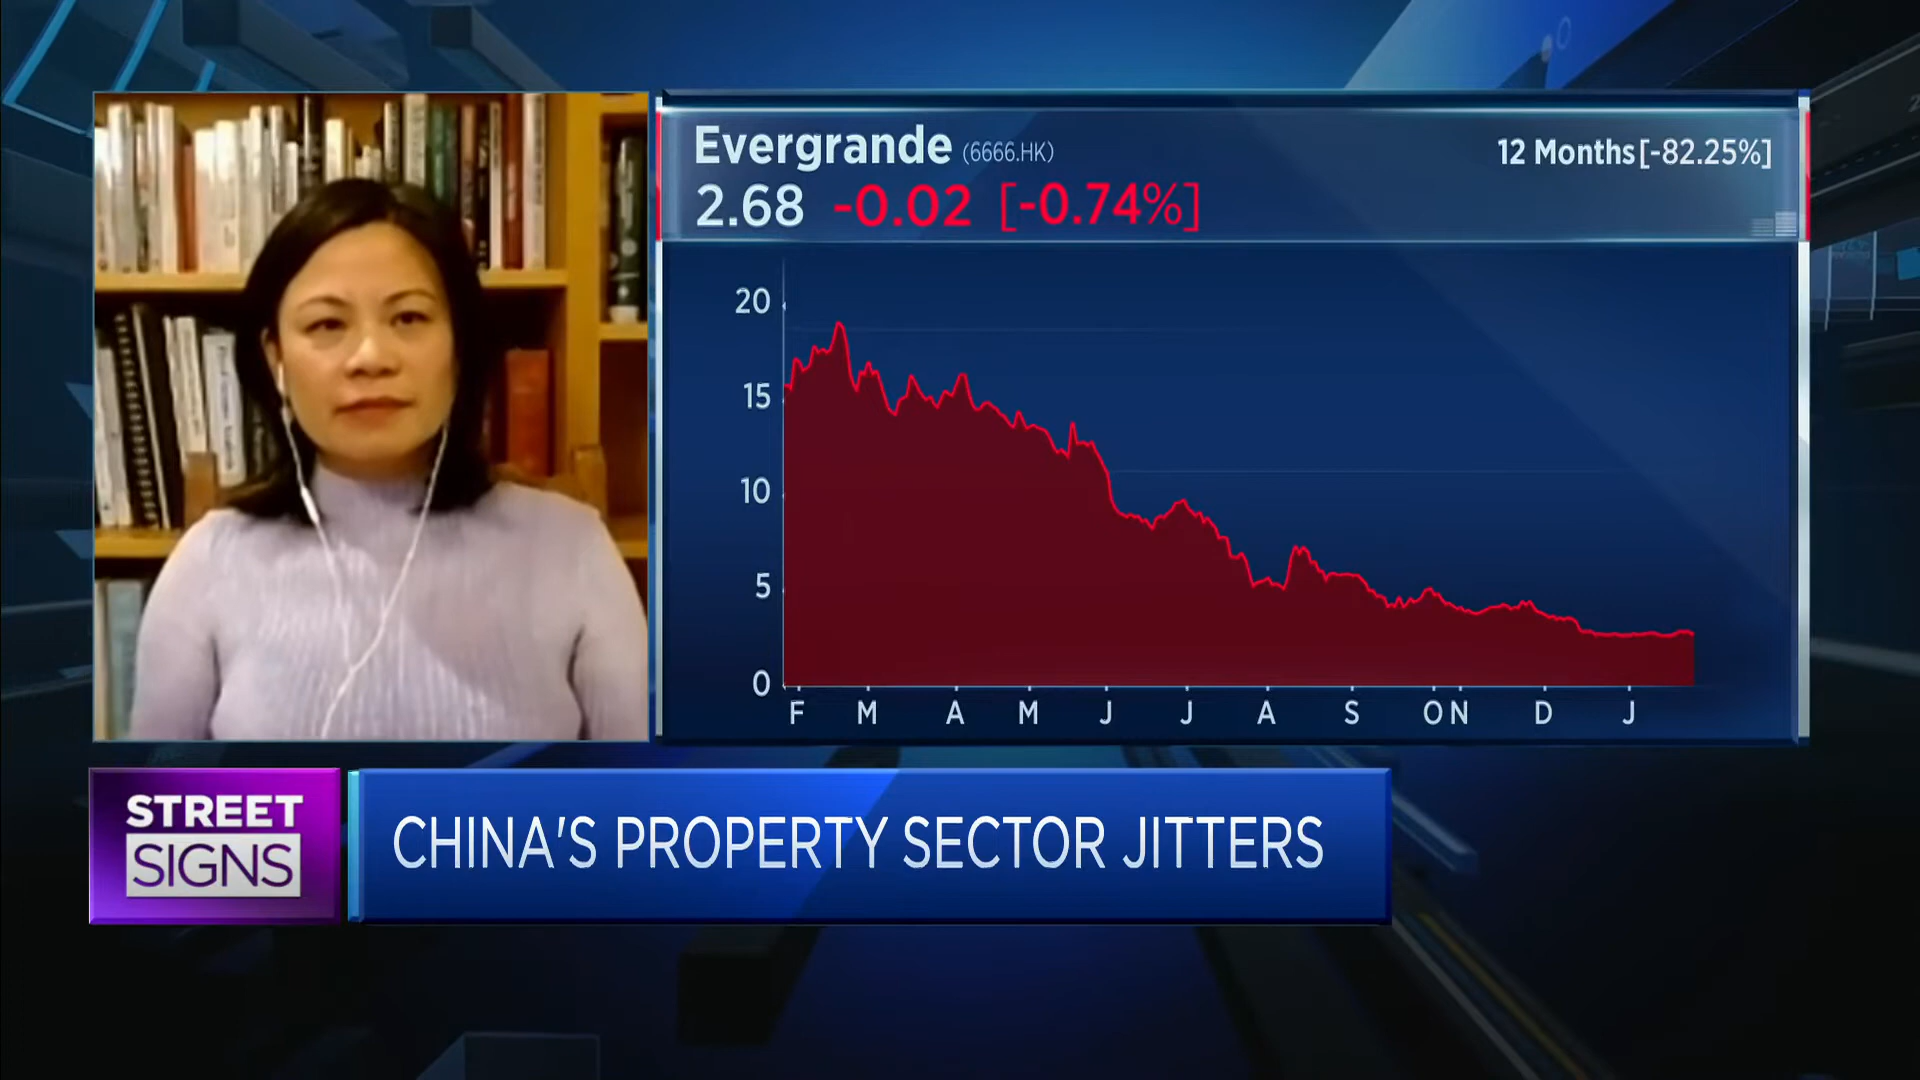 Evergrande (6666.HK)
12 Months [-82.25%]
2.68 -0.02 [-0.74%]
20
15
10
5
0
F M A M J J A S O N D J
STREET
SIGNS
CHINA'S PROPERTY SECTOR JITTERS